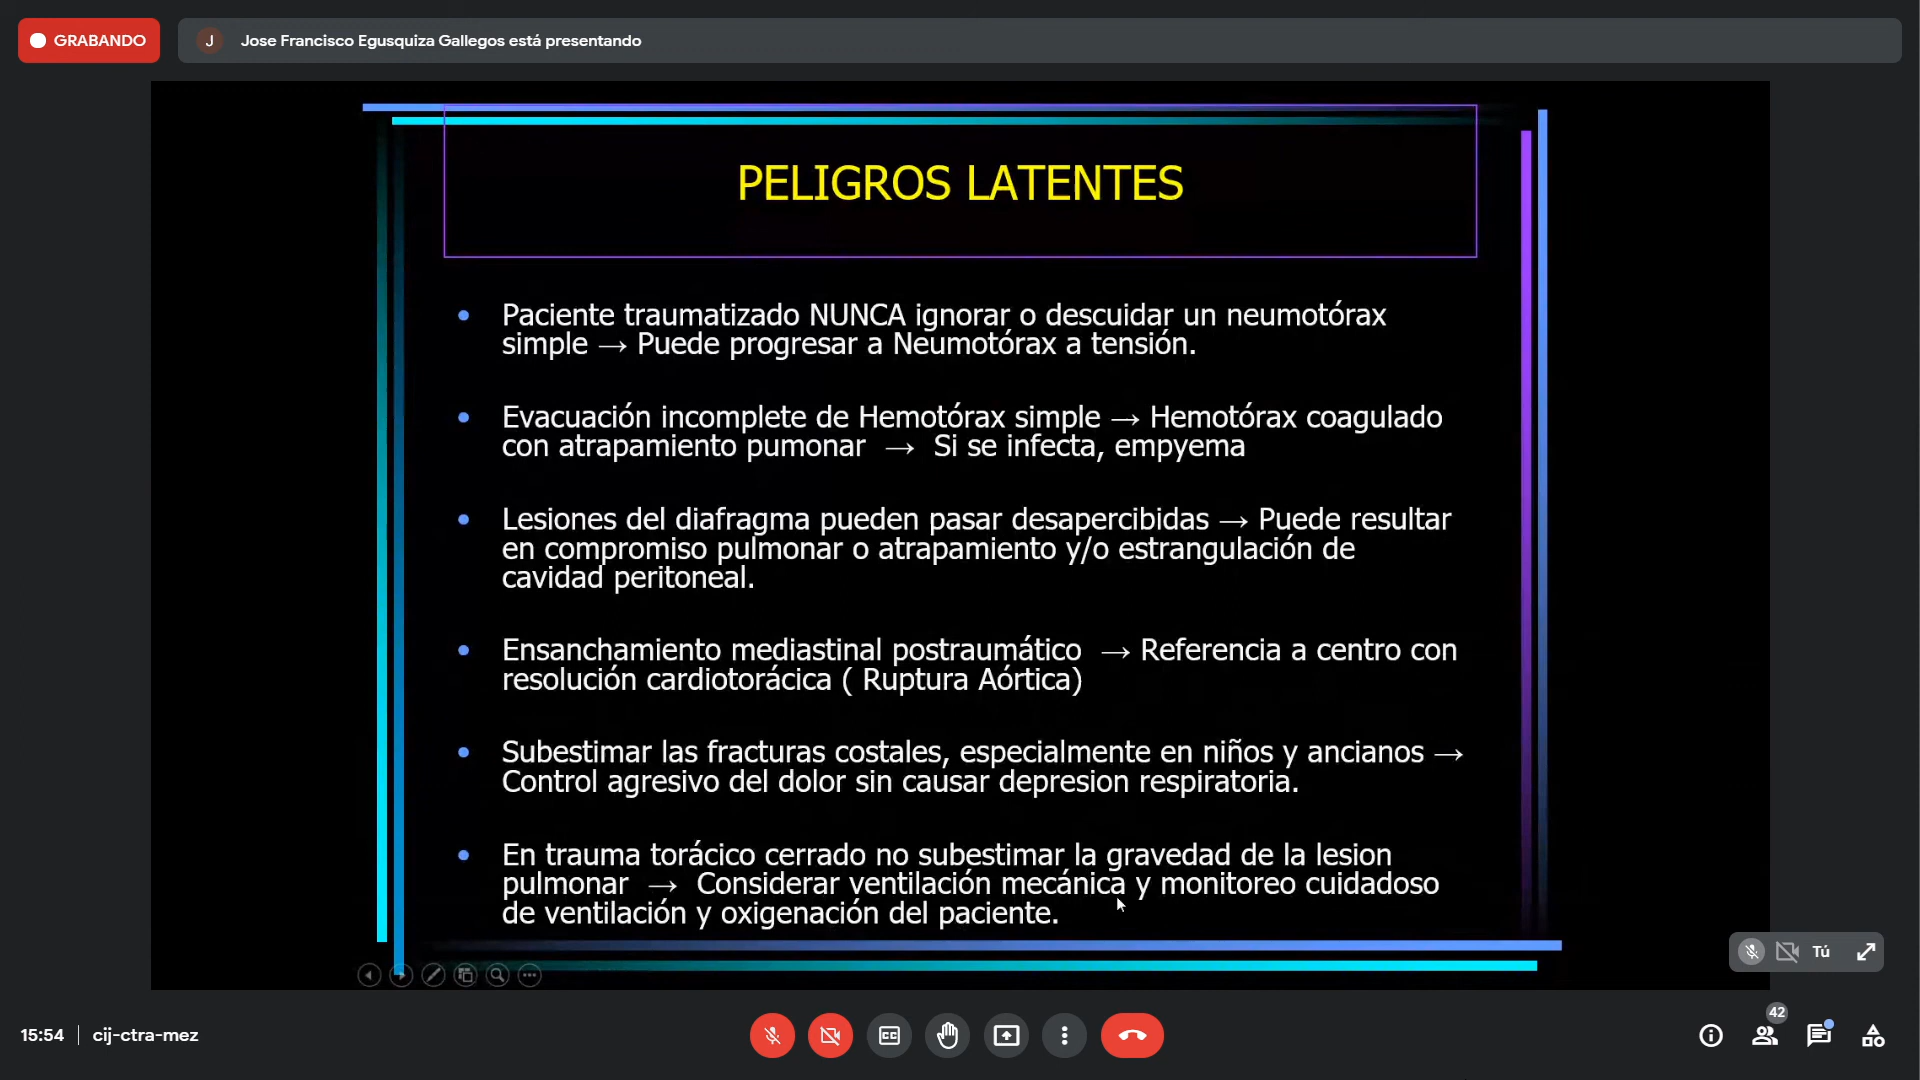 GRABANDO
J
Jose Francisco Egusquiza Gallegos está presentando
PELIGROS LATENTES
• Paciente traumatizado NUNCA ignorar o descuidar un neumotórax
simple → Puede progresar a Neumotórax a tensión.
• Evacuación incomplete de Hemotórax simple → Hemotórax coagulado
con atrapamiento pumonar → Si se infecta, empyema
• Lesiones del diafragma pueden pasar desapercibidas → Puede resultar
en compromiso pulmonar o atrapamiento y/o estrangulación de
cavidad peritoneal.
• Ensanchamiento mediastinal postraumático → Referencia a centro con
resolución cardiotorácica ( Ruptura Aórtica)
• Subestimar las fracturas costales, especialmente en niños y ancianos →
Control agresivo del dolor sin causar depresion respiratoria.
• En trauma torácico cerrado no subestimar la gravedad de la lesion
pulmonar → Considerar ventilación mecánica y monitoreo cuidadoso
de ventilación y oxigenación del paciente.
Tú
15:54 | cij-ctra-mez
CC
42